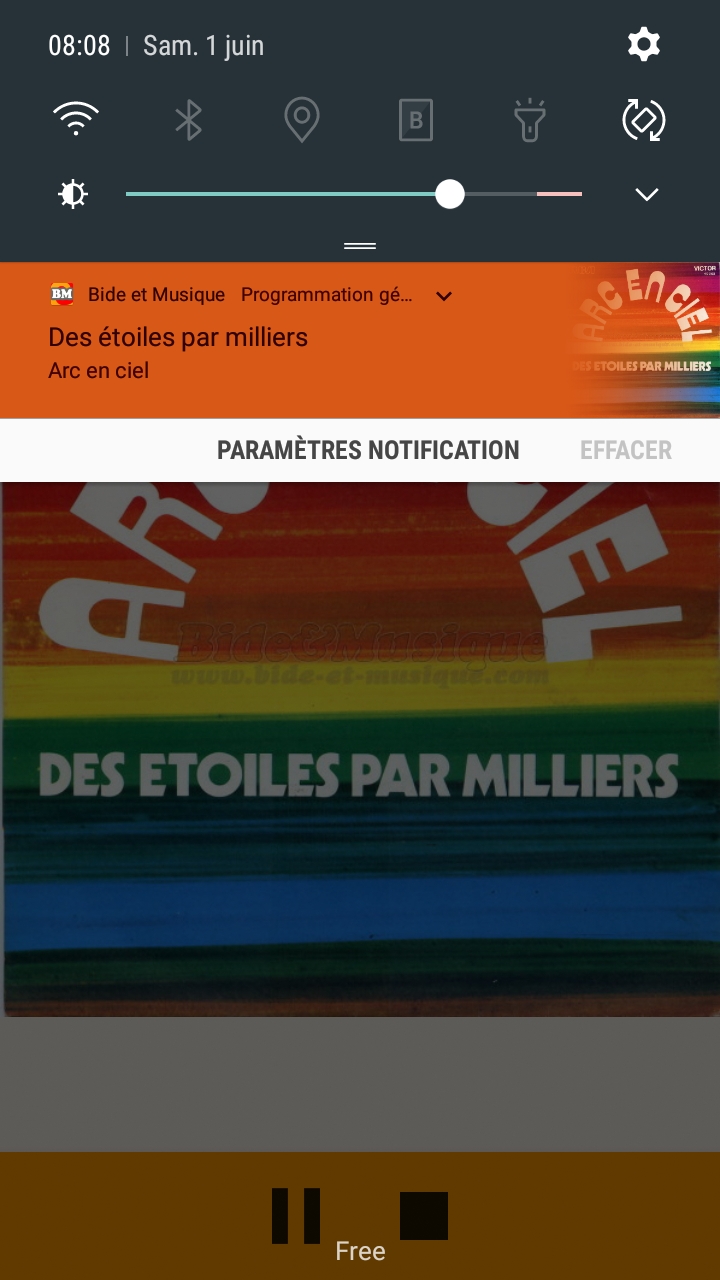 08:08 | Sam. 1 juin
B
BM Bide et Musique Programmation gé...
Des étoiles par milliers
Arc en ciel
VICTOR
ARC EN CIEL
DES ETOILES PAR MILLIERS
PARAMÈTRES NOTIFICATION EFFACER
ARC CIEL
Bide&Musique
www.bide-et-musique.com
DES ETOILES PAR MILLIERS
Free